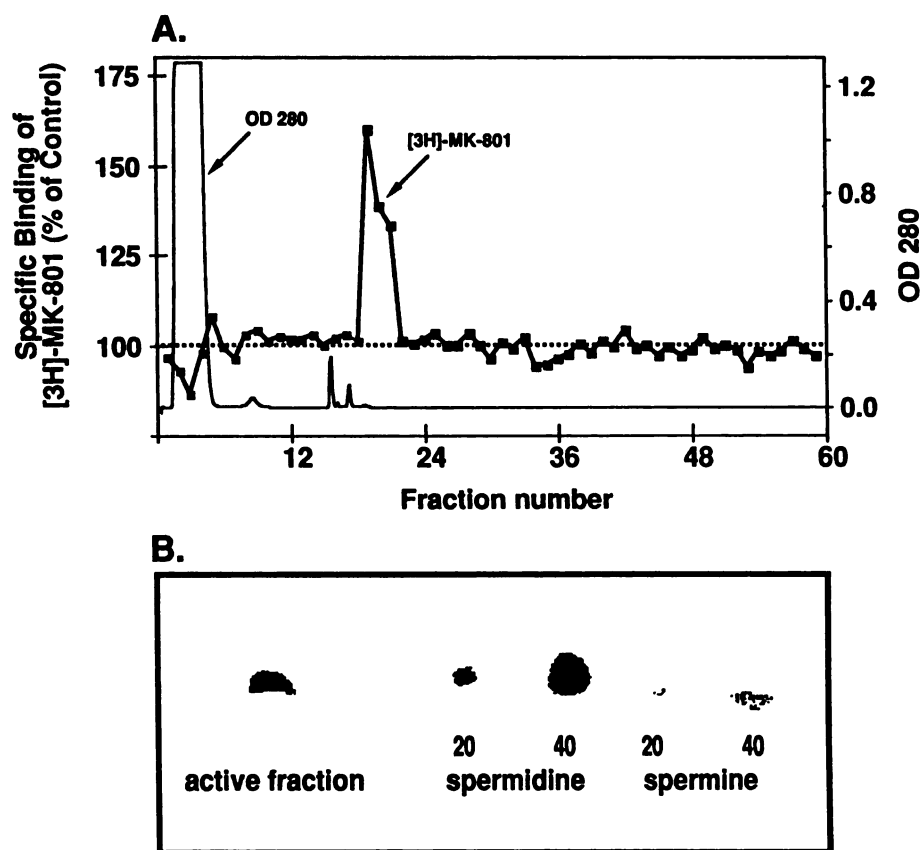 A.
Specific Binding of
[3H]-MK-801 (% of Control)
175
150
125
100
OD 280
[3H]-MK-801
1.2
0.8
0.4
0.0
OD 280
12
24
36
48
60
Fraction number
B.
20
40
20
40
active fraction
spermidine
spermine